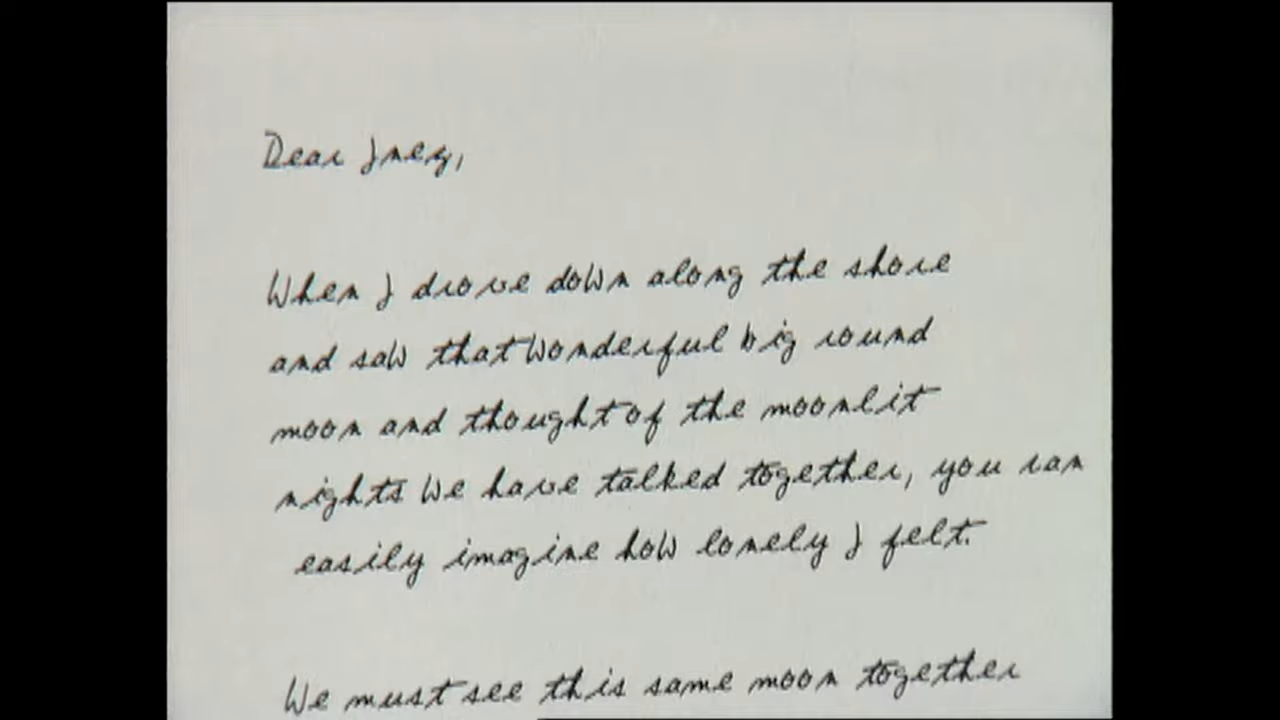 Dear Inez,
When I drove down along the shore
and saw that wonderful big round
moon and thought of the moonlit
nights we have talked together, you can
easily imagine how lonely I felt.
We must see this same moon together